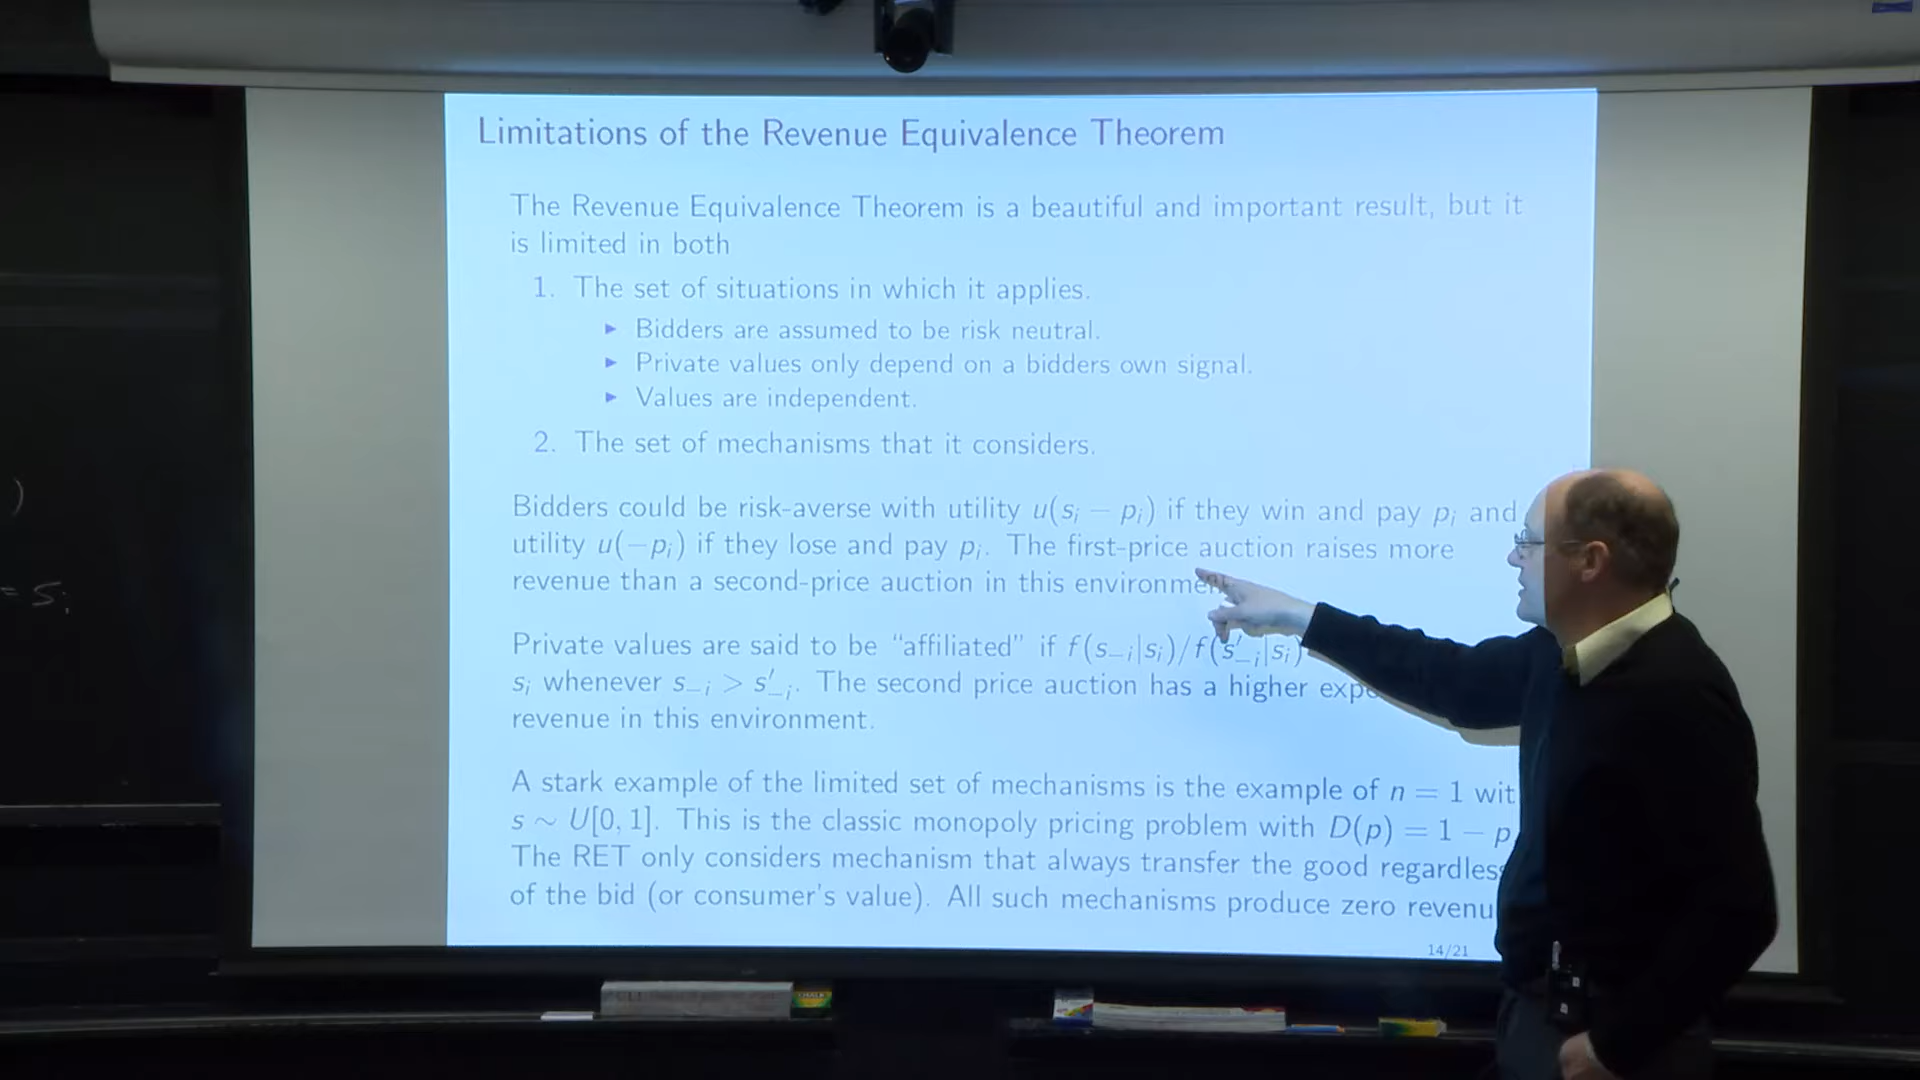 Limitations of the Revenue Equivalence Theorem
The Revenue Equivalence Theorem is a beautiful and important result, but it
is limited in both
1. The set of situations in which it applies.
▶ Bidders are assumed to be risk neutral.
▶ Private values only depend on a bidders own signal.
▶ Values are independent.
2. The set of mechanisms that it considers.
)
Bidders could be risk-averse with utility u(sᵢ − pᵢ) if they win and pay pᵢ and
utility u(−pᵢ) if they lose and pay pᵢ. The first-price auction raises more
= sᵢ
revenue than a second-price auction in this environmen
Private values are said to be “affiliated” if f(s₋ᵢ|sᵢ)/f(s′₋ᵢ|sᵢ)
sᵢ whenever s₋ᵢ > s′₋ᵢ. The second price auction has a higher exp
revenue in this environment.
A stark example of the limited set of mechanisms is the example of n = 1 wit
s ∼ U[0, 1]. This is the classic monopoly pricing problem with D(p) = 1 − p
The RET only considers mechanism that always transfer the good regardless
of the bid (or consumer's value). All such mechanisms produce zero revenu
14/21